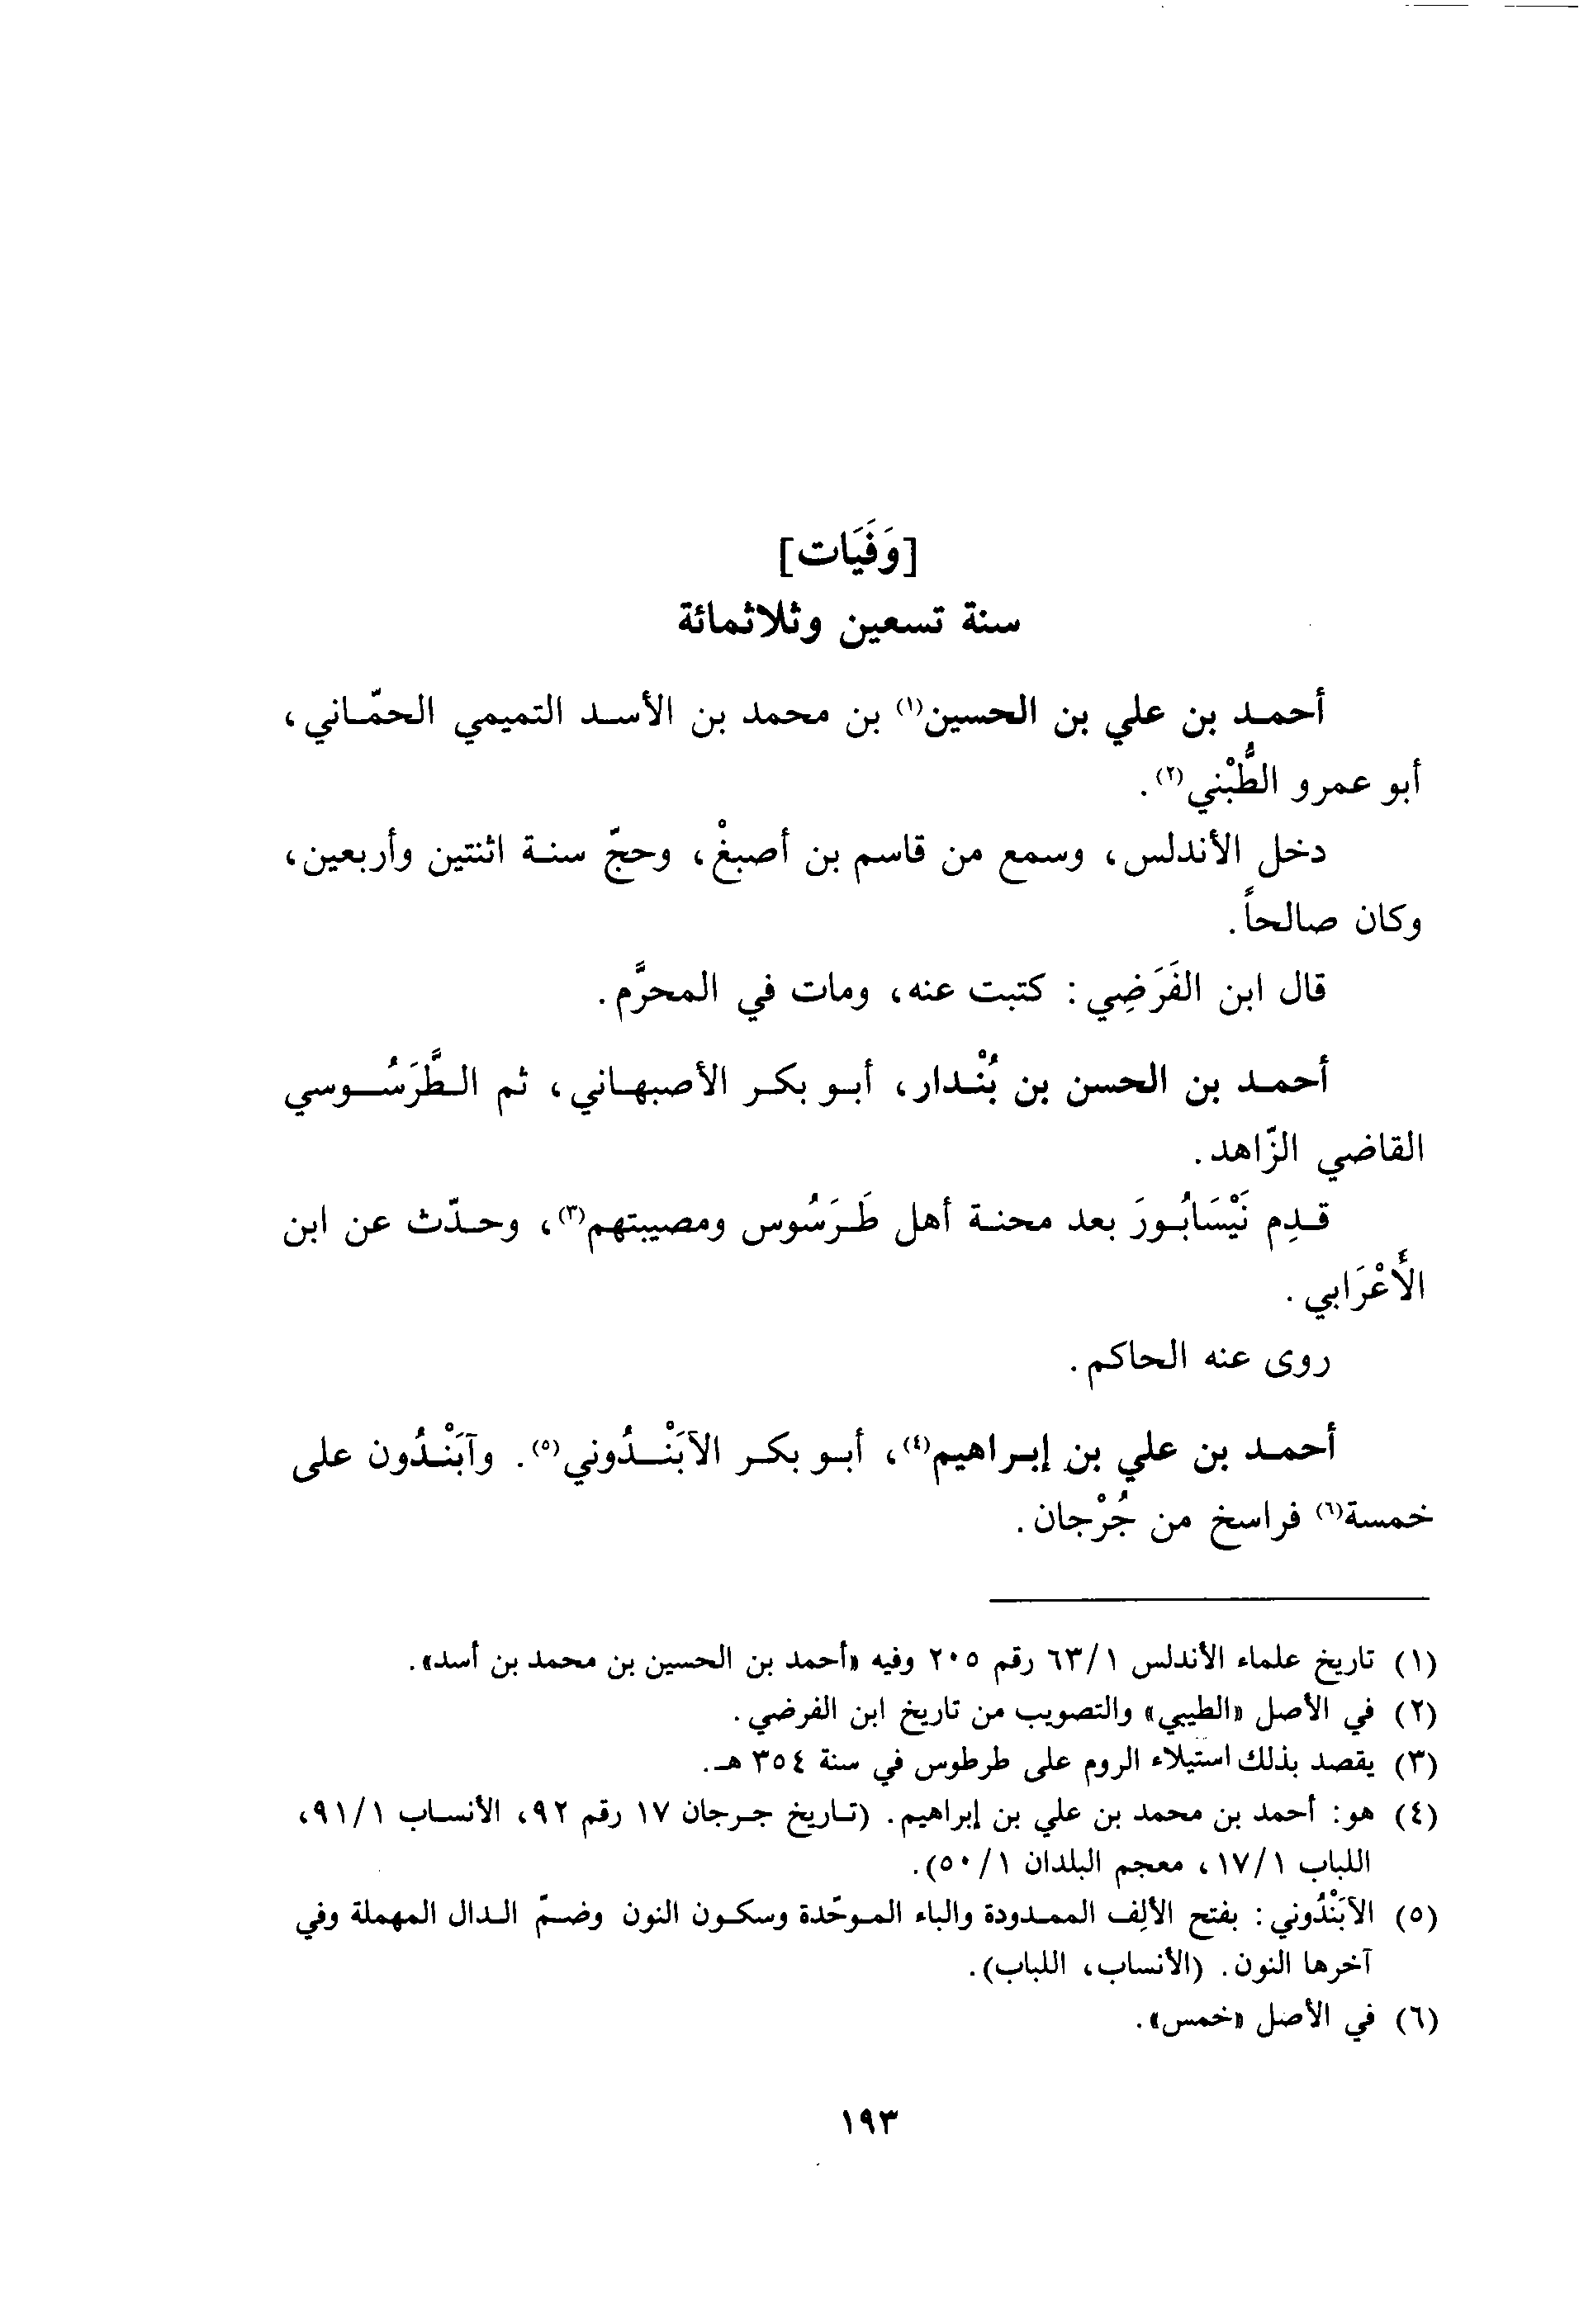 [وَفَيَات]
سنة تسعين وثلاثمائة
أحمد بن علي بن الحسين(١) بن محمد بن الأسد التميمي الحمّاني،
أبو عمرو الطُّبْني(٢).
دخل الأندلس، وسمع من قاسم بن أصبغْ، وحجّ سنة اثنتين وأربعين،
وكان صالحاً.
قال ابن الفَرَضِي: كتبت عنه، ومات في المحرَّم.
أحمد بن الحسن بن بُنْدار، أبو بكر الأصبهاني، ثم الطَّرَسُوسي
القاضي الزّاهد.
قدِم نَيْسَابُورَ بعد محنة أهل طَرَسُوس ومصيبتهم(٣)، وحدّث عن ابن
الأَعْرَابي.
روى عنه الحاكم.
أحمد بن علي بن إبراهيم(٤)، أبو بكر الآبَنْدُوني(٥). وآبَنْدُون على
خمسة(٦) فراسخ من جُرْجان.
(١) تاريخ علماء الأندلس ٦٣/١ رقم ٢٠٥ وفيه «أحمد بن الحسين بن محمد بن أسد».
(٢) في الأصل «الطيبي» والتصويب من تاريخ ابن الفرضي.
(٣) يقصد بذلك استيلاء الروم على طرطوس في سنة ٣٥٤ هـ.
(٤) هو: أحمد بن محمد بن علي بن إبراهيم. (تاريخ جرجان ١٧ رقم ٩٢، الأنساب ٩١/١،
اللباب ١٧/١، معجم البلدان ٥٠/١).
(٥) الآبَنْدُوني: بفتح الألِف الممدودة والباء الموحّدة وسكون النون وضمّ الدال المهملة وفي
آخرها النون. (الأنساب، اللباب).
(٦) في الأصل «خمس».
١٩٣